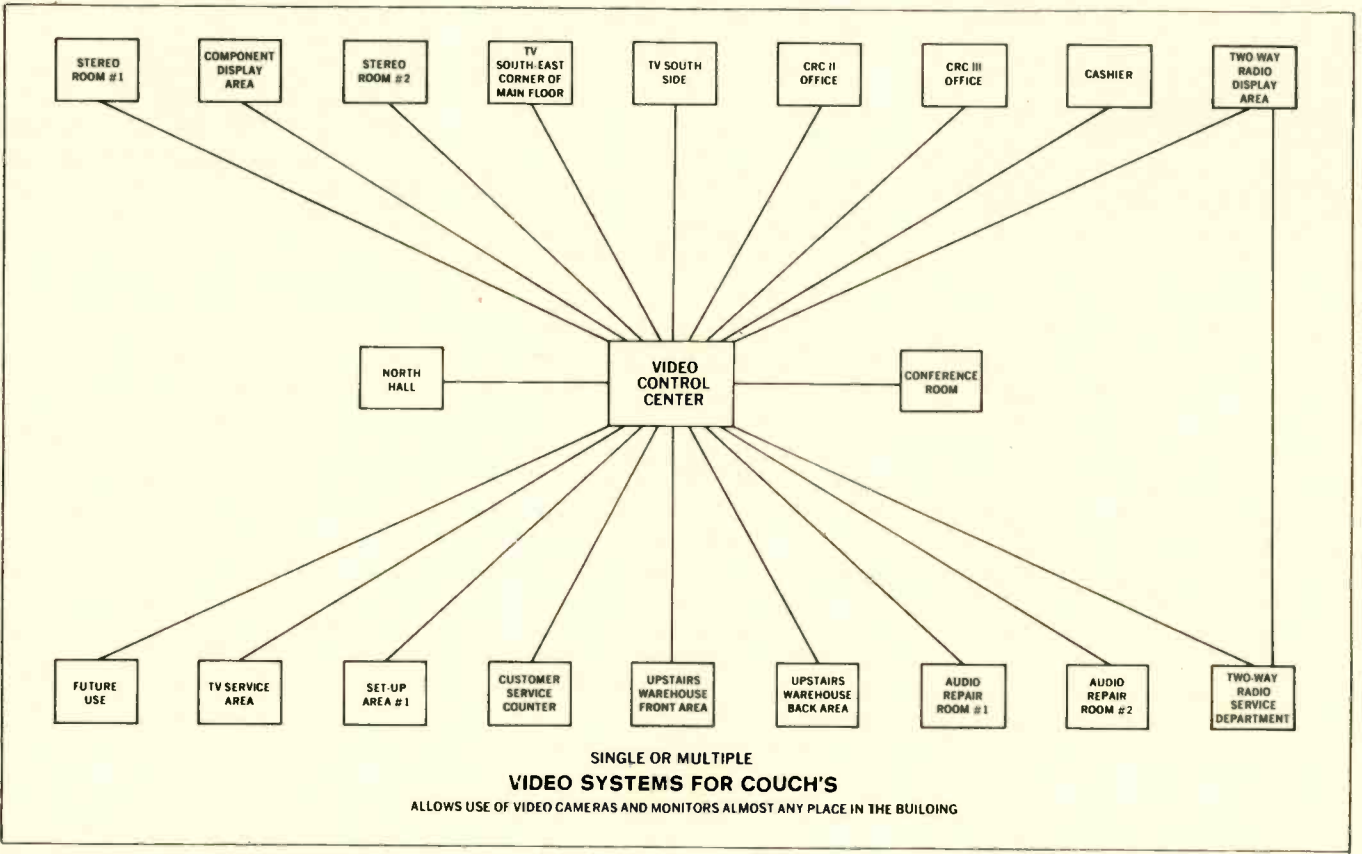 STEREO
ROOM #1
COMPONENT
DISPLAY
AREA
STEREO
ROOM #2
TV
SOUTH-EAST
CORNER OF
MAIN FLOOR
TV SOUTH
SIDE
CRC II
OFFICE
CRC III
OFFICE
CASHIER
TWO WAY
RADIO
DISPLAY
AREA
NORTH
HALL
VIDEO
CONTROL
CENTER
CONFERENCE
ROOM
FUTURE
USE
TV SERVICE
AREA
SET-UP
AREA #1
CUSTOMER
SERVICE
COUNTER
UPSTAIRS
WAREHOUSE
FRONT AREA
UPSTAIRS
WAREHOUSE
BACK AREA
AUDIO
REPAIR
ROOM #1
AUDIO
REPAIR
ROOM #2
TWO-WAY
RADIO
SERVICE
DEPARTMENT
SINGLE OR MULTIPLE
VIDEO SYSTEMS FOR COUCH'S
ALLOWS USE OF VIDEO CAMERAS AND MONITORS ALMOST ANY PLACE IN THE BUILDING